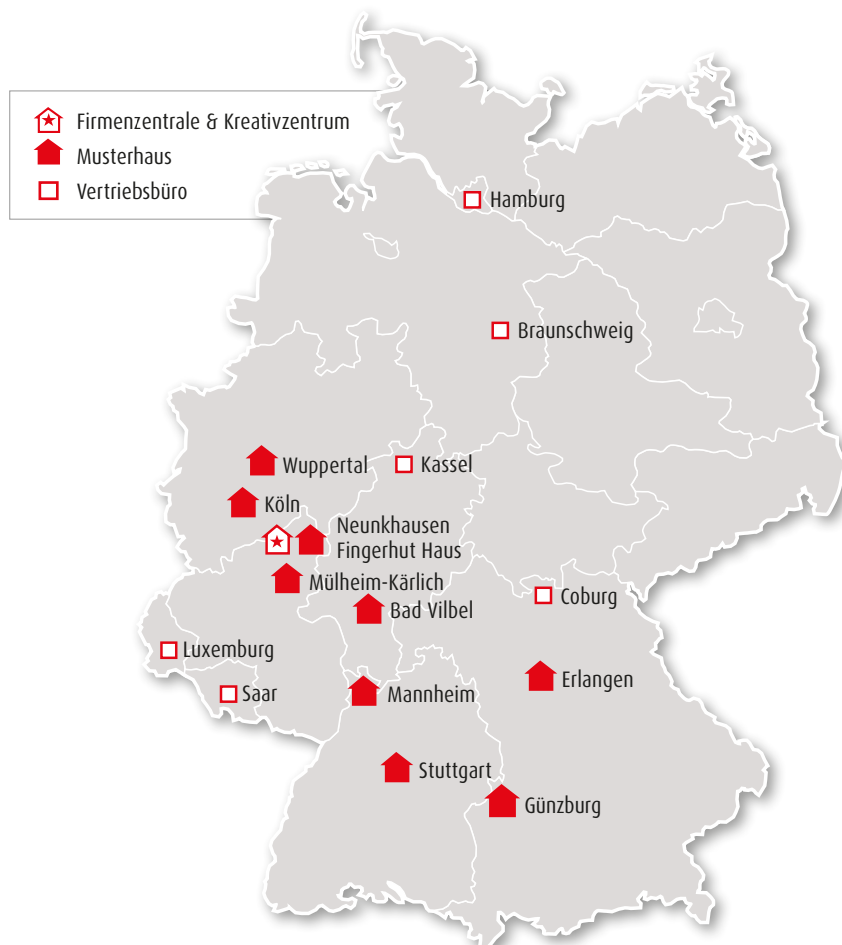 Firmenzentrale & Kreativzentrum
Musterhaus
Vertriebsbüro
Hamburg
Braunschweig
Wuppertal
Kassel
Köln
Neunkhausen
Fingerhut Haus
Mülheim-Kärlich
Coburg
Bad Vilbel
Luxemburg
Erlangen
Saar
Mannheim
Stuttgart
Günzburg